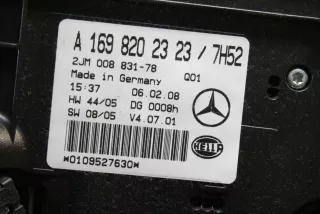 A 169 820 23 23 / 7H52
2JM 008 831-78
Made in Germany Q01
15:37 06.02.08
HW 44/05 DG 0008h
SW 08/05 V4.07.01
HELLA
*0109527630*